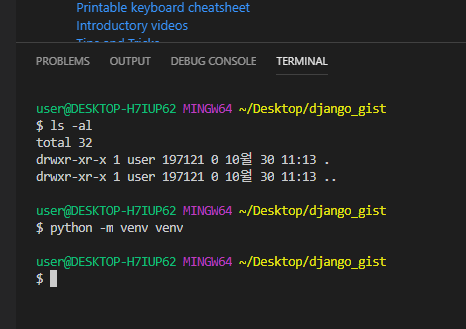 Printable keyboard cheatsheet
Introductory videos
Tips and Tricks
PROBLEMS OUTPUT DEBUG CONSOLE TERMINAL
user@DESKTOP-H7IUP62 MINGW64 ~/Desktop/django_gist
$ ls -al
total 32
drwxr-xr-x 1 user 197121 0 10월 30 11:13 .
drwxr-xr-x 1 user 197121 0 10월 30 11:13 ..
user@DESKTOP-H7IUP62 MINGW64 ~/Desktop/django_gist
$ python -m venv venv
user@DESKTOP-H7IUP62 MINGW64 ~/Desktop/django_gist
$